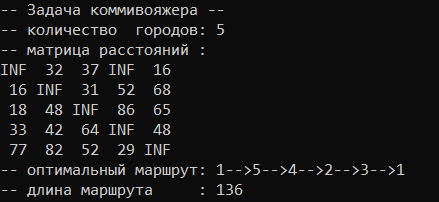 -- Задача коммивояжера --
-- количество  городов: 5
-- матрица расстояний :
INF  32  37 INF  16
 16 INF  31  52  68
 18  48 INF  86  65
 33  42  64 INF  48
 77  82  52  29 INF
-- оптимальный маршрут: 1-->5-->4-->2-->3-->1
-- длина маршрута     : 136